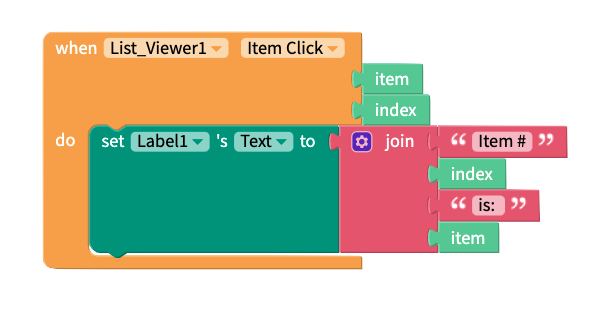 when List_Viewer1 Item Click
item
index
do set Label1 's Text to join “ Item # ”
index
“ is: ”
item